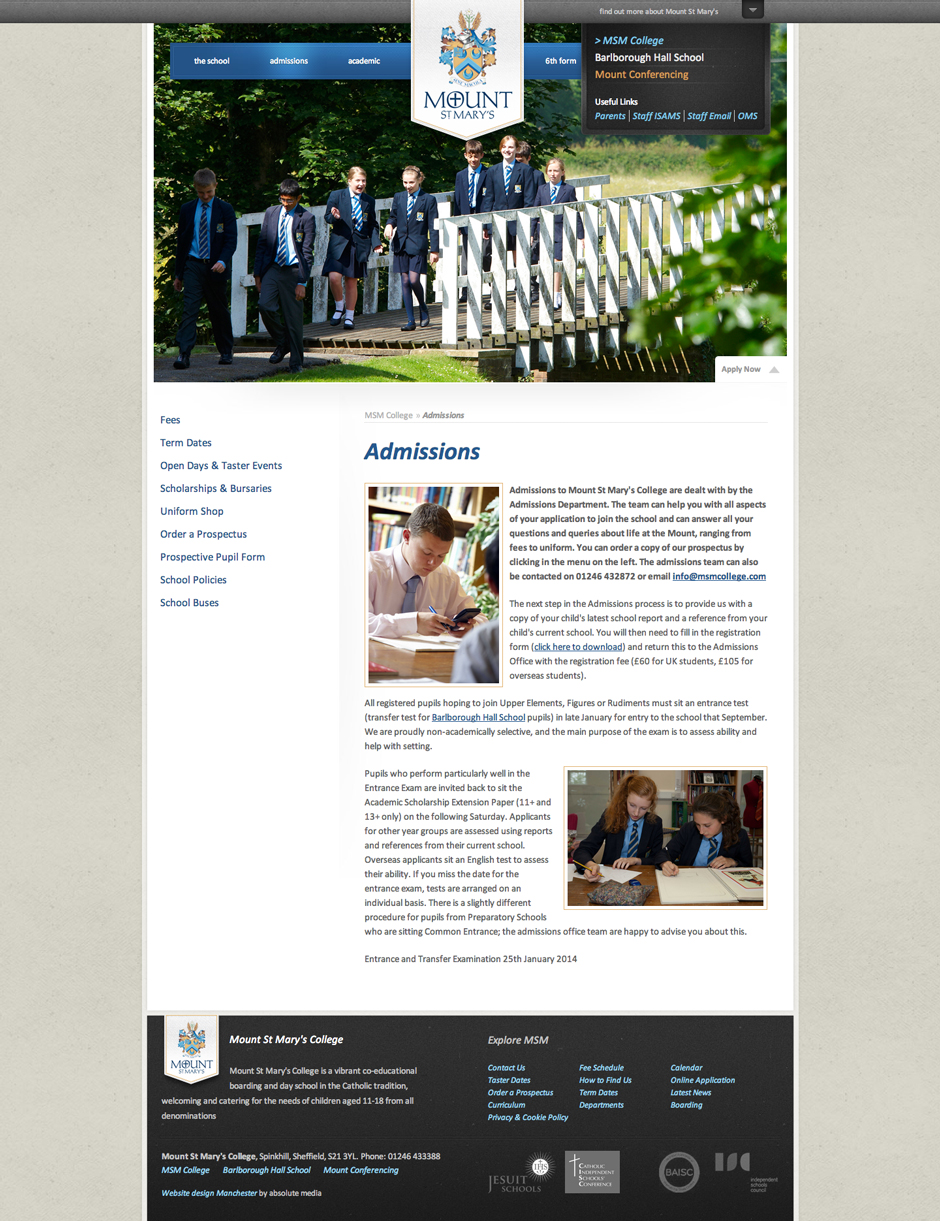 find out more about Mount St Mary's
the school
admissions
academic
6th form
MOUNT
ST MARY'S
> MSM College
Barlborough Hall School
Mount Conferencing
Useful Links
Parents | Staff ISAMS | Staff Email | OMS
Apply Now
Fees
Term Dates
Open Days & Taster Events
Scholarships & Bursaries
Uniform Shop
Order a Prospectus
Prospective Pupil Form
School Policies
School Buses
MSM College » Admissions
Admissions
Admissions to Mount St Mary's College are dealt with by the
Admissions Department. The team can help you with all aspects
of your application to join the school and can answer all your
questions and queries about life at the Mount, ranging from
fees to uniform. You can order a copy of our prospectus by
clicking in the menu on the left. The admissions team can also
be contacted on 01246 432872 or email info@msmcollege.com
The next step in the Admissions process is to provide us with a
copy of your child's latest school report and a reference from your
child's current school. You will then need to fill in the registration
form (click here to download) and return this to the Admissions
Office with the registration fee (£60 for UK students, £105 for
overseas students).
All registered pupils hoping to join Upper Elements, Figures or Rudiments must sit an entrance test
(transfer test for Barlborough Hall School pupils) in late January for entry to the school that September.
We are proudly non-academically selective, and the main purpose of the exam is to assess ability and
help with setting.
Pupils who perform particularly well in the
Entrance Exam are invited back to sit the
Academic Scholarship Extension Paper (11+ and
13+ only) on the following Saturday. Applicants
for other year groups are assessed using reports
and references from their current school.
Overseas applicants sit an English test to assess
their ability. If you miss the date for the
entrance exam, tests are arranged on an
individual basis. There is a slightly different
procedure for pupils from Preparatory Schools
who are sitting Common Entrance; the admissions office team are happy to advise you about this.
Entrance and Transfer Examination 25th January 2014
MOUNT
ST MARY'S
Mount St Mary's College
Mount St Mary's College is a vibrant co-educational
boarding and day school in the Catholic tradition,
welcoming and catering for the needs of children aged 11-18 from all
denominations
Explore MSM
Contact Us
Taster Dates
Order a Prospectus
Curriculum
Privacy & Cookie Policy
Fee Schedule
How to Find Us
Term Dates
Departments
Calendar
Online Application
Latest News
Boarding
Mount St Mary's College, Spinkhill, Sheffield, S21 3YL. Phone: 01246 433388
MSM College Barlborough Hall School Mount Conferencing
Website design Manchester by absolute media
IHS
JESUIT
SCHOOLS
CATHOLIC
INDEPENDENT
SCHOOLS'
CONFERENCE
BAISC
isc
independent
schools
council